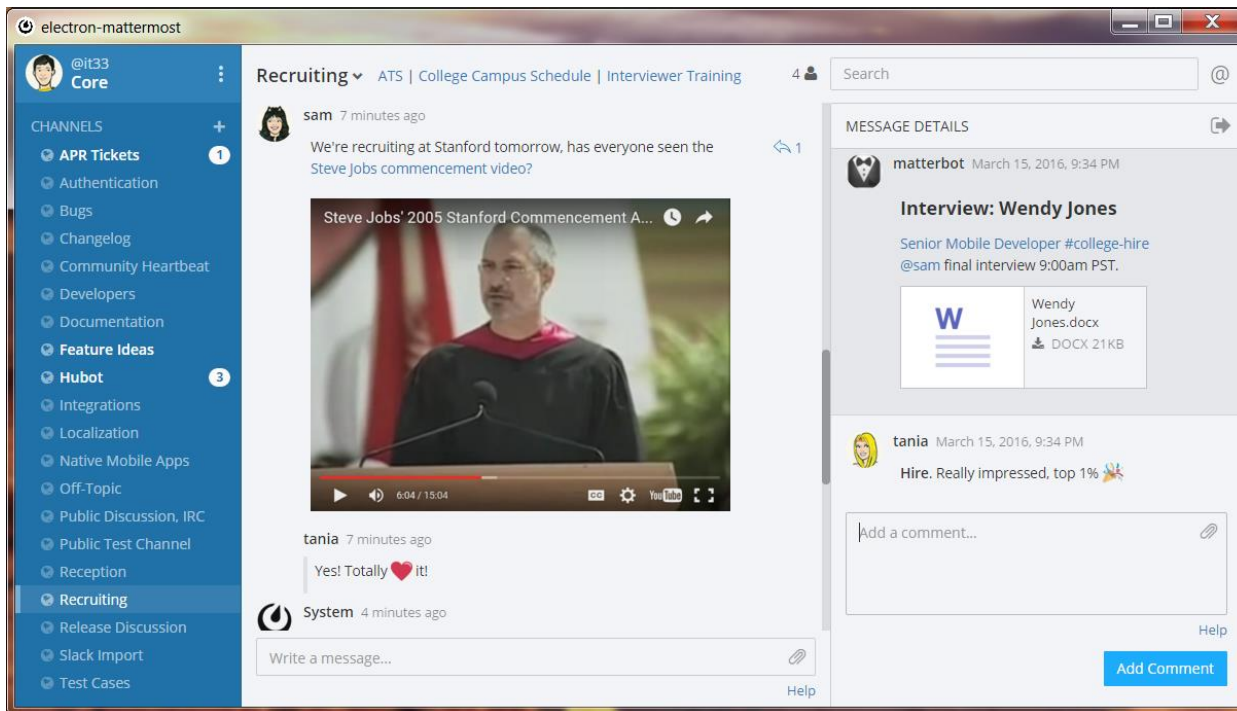 electron-mattermost
@it33
Core
CHANNELS +
APR Tickets 1
Authentication
Bugs
Changelog
Community Heartbeat
Developers
Documentation
Feature Ideas
Hubot 3
Integrations
Localization
Native Mobile Apps
Off-Topic
Public Discussion, IRC
Public Test Channel
Reception
Recruiting
Release Discussion
Slack Import
Test Cases
Recruiting ATS | College Campus Schedule | Interviewer Training 4
sam 7 minutes ago
We're recruiting at Stanford tomorrow, has everyone seen the 1
Steve Jobs commencement video?
Steve Jobs' 2005 Stanford Commencement A...
6:04 / 15:04 CC YouTube
tania 7 minutes ago
Yes! Totally ❤ it!
System 4 minutes ago
Write a message...
Help
Search @
MESSAGE DETAILS
matterbot March 15, 2016, 9:34 PM
Interview: Wendy Jones
Senior Mobile Developer #college-hire
@sam final interview 9:00am PST.
W
Wendy
Jones.docx
DOCX 21KB
tania March 15, 2016, 9:34 PM
Hire. Really impressed, top 1% 🎉
Add a comment...
Help
Add Comment